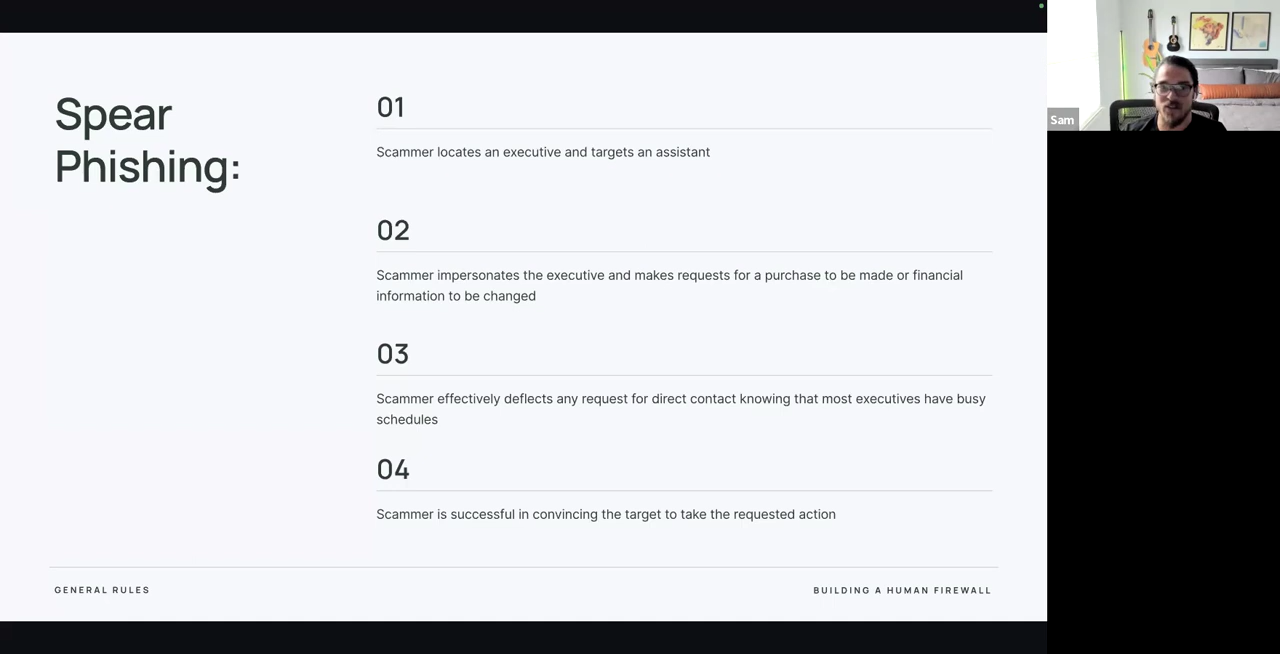 Spear
Phishing:
01
Scammer locates an executive and targets an assistant
02
Scammer impersonates the executive and makes requests for a purchase to be made or financial
information to be changed
03
Scammer effectively deflects any request for direct contact knowing that most executives have busy
schedules
04
Scammer is successful in convincing the target to take the requested action
GENERAL RULES
BUILDING A HUMAN FIREWALL
Sam